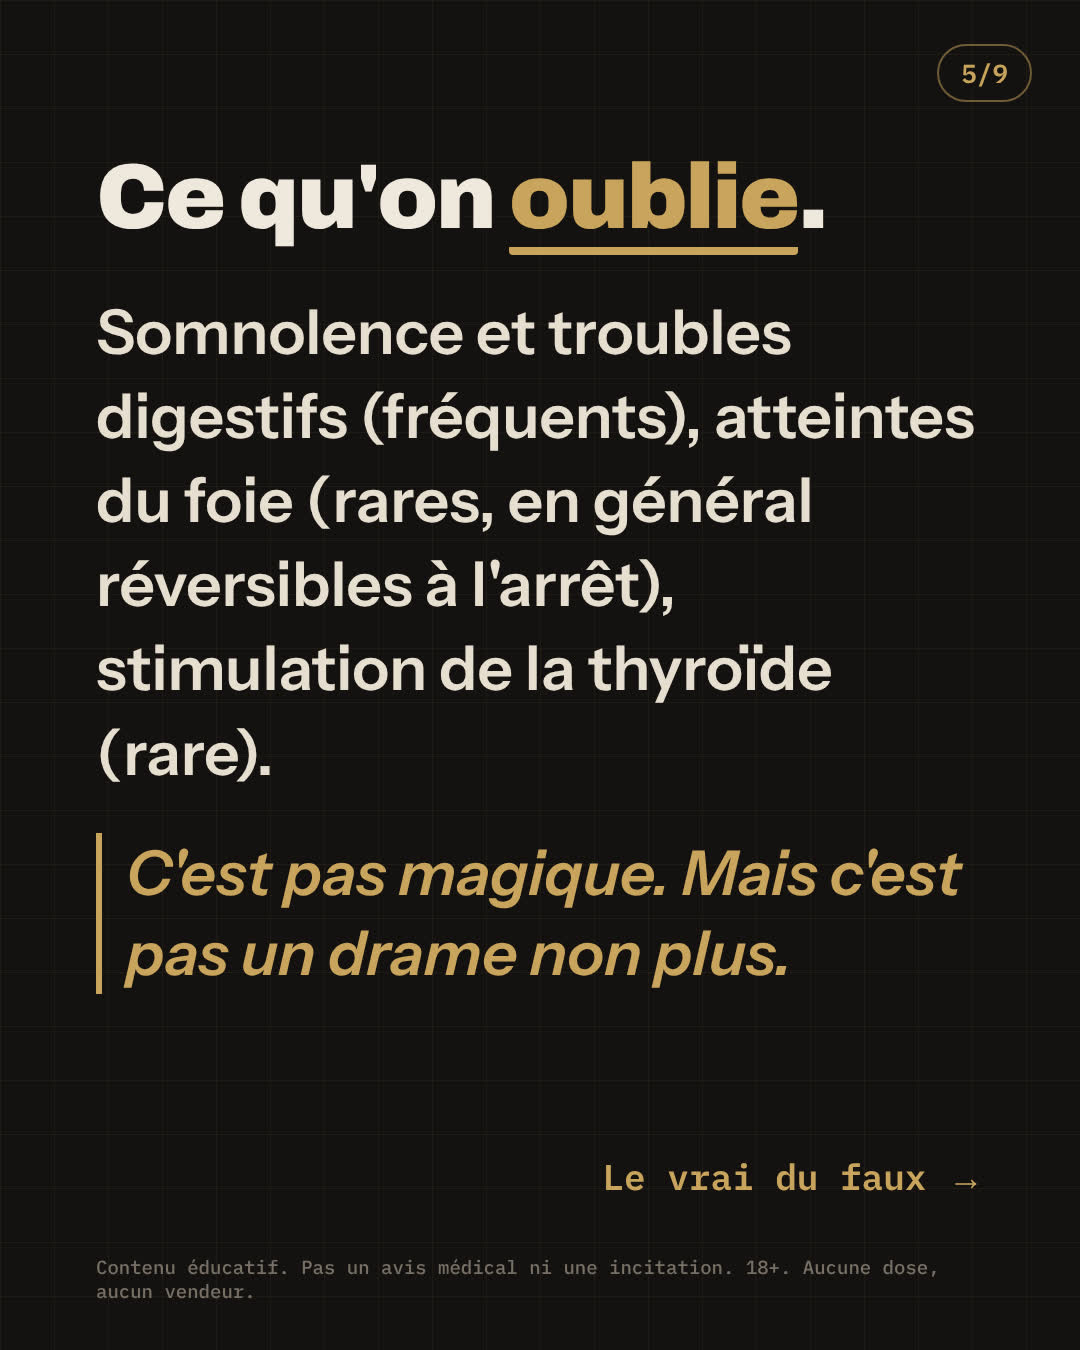 5/9
Ce qu'on oublie.
Somnolence et troubles
digestifs (fréquents), atteintes
du foie (rares, en général
réversibles à l'arrêt),
stimulation de la thyroïde
(rare).
C'est pas magique. Mais c'est
pas un drame non plus.
Le vrai du faux →
Contenu éducatif. Pas un avis médical ni une incitation. 18+. Aucune dose,
aucun vendeur.